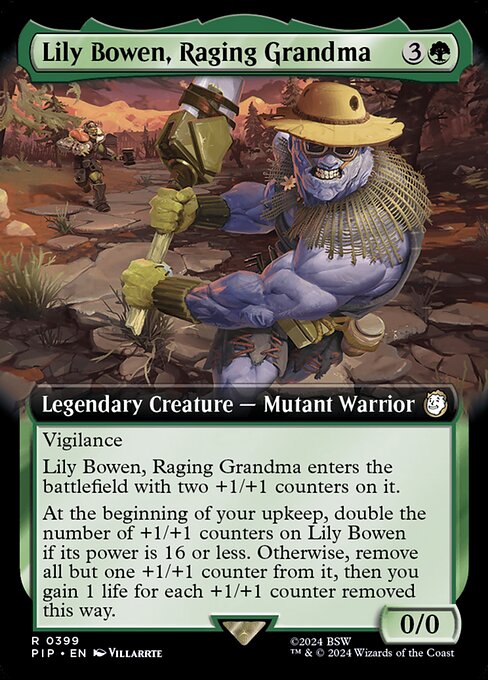 Lily Bowen, Raging Grandma 3
Legendary Creature — Mutant Warrior
Vigilance
Lily Bowen, Raging Grandma enters the
battlefield with two +1/+1 counters on it.
At the beginning of your upkeep, double the
number of +1/+1 counters on Lily Bowen
if its power is 16 or less. Otherwise, remove
all but one +1/+1 counter from it, then you
gain 1 life for each +1/+1 counter removed
this way.
0/0
R 0399
PIP • EN VILLARRTE
©2024 BSW
™ & © 2024 Wizards of the Coast